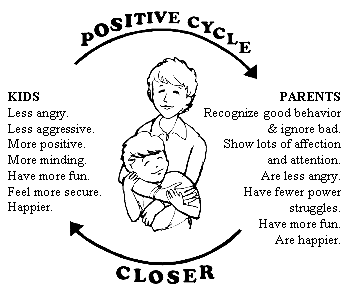 POSITIVE CYCLE
KIDS
Less angry.
Less aggressive.
More positive.
More minding.
Have more fun.
Feel more secure.
Happier.
PARENTS
Recognize good behavior
& ignore bad.
Show lots of affection
and attention.
Are less angry.
Have fewer power
struggles.
Have more fun.
Are happier.
CLOSER